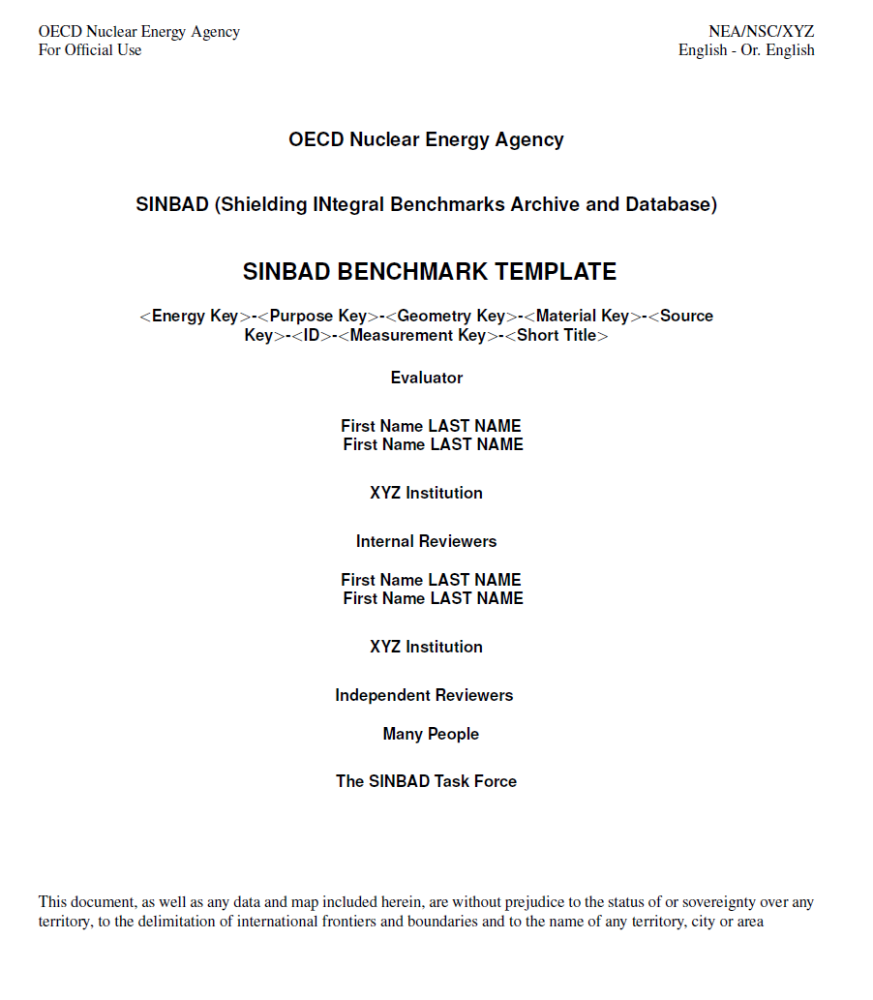 OECD Nuclear Energy Agency
For Official Use
NEA/NSC/XYZ
English - Or. English
OECD Nuclear Energy Agency
SINBAD (Shielding INtegral Benchmarks Archive and Database)
SINBAD BENCHMARK TEMPLATE
<Energy Key>-<Purpose Key>-<Geometry Key>-<Material Key>-<Source
Key>-<ID>-<Measurement Key>-<Short Title>
Evaluator
First Name LAST NAME
First Name LAST NAME
XYZ Institution
Internal Reviewers
First Name LAST NAME
First Name LAST NAME
XYZ Institution
Independent Reviewers
Many People
The SINBAD Task Force
This document, as well as any data and map included herein, are without prejudice to the status of or sovereignty over any
territory, to the delimitation of international frontiers and boundaries and to the name of any territory, city or area